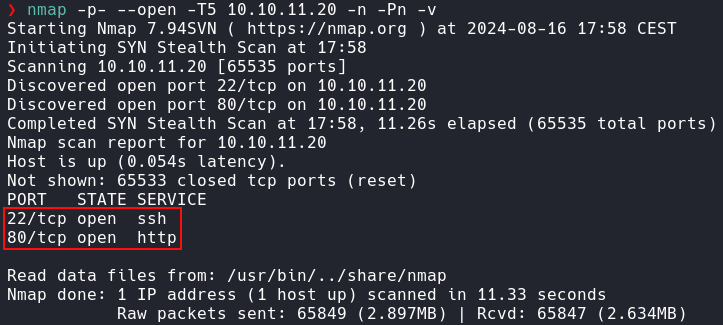 ❯ nmap -p- --open -T5 10.10.11.20 -n -Pn -v
Starting Nmap 7.94SVN ( https://nmap.org ) at 2024-08-16 17:58 CEST
Initiating SYN Stealth Scan at 17:58
Scanning 10.10.11.20 [65535 ports]
Discovered open port 22/tcp on 10.10.11.20
Discovered open port 80/tcp on 10.10.11.20
Completed SYN Stealth Scan at 17:58, 11.26s elapsed (65535 total ports)
Nmap scan report for 10.10.11.20
Host is up (0.054s latency).
Not shown: 65533 closed tcp ports (reset)
PORT   STATE SERVICE
22/tcp open  ssh
80/tcp open  http
Read data files from: /usr/bin/../share/nmap
Nmap done: 1 IP address (1 host up) scanned in 11.33 seconds
Raw packets sent: 65849 (2.897MB) | Rcvd: 65847 (2.634MB)